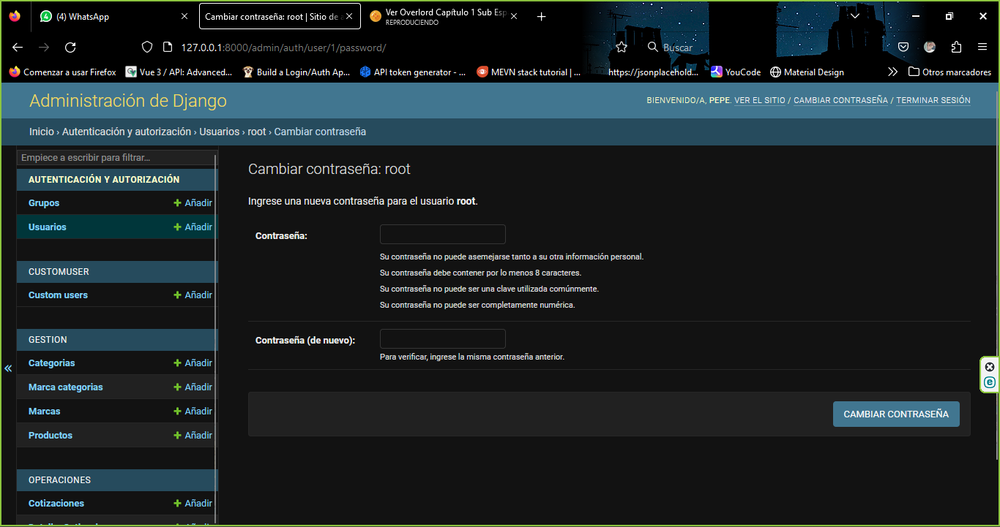 (4) WhatsApp
Cambiar contraseña: root | Sitio de a
Ver Overlord Capítulo 1 Sub Esp
REPRODUCIENDO
127.0.0.1:8000/admin/auth/user/1/password/
Buscar
Comenzar a usar Firefox
Vue 3 / API: Advanced...
Build a Login/Auth Ap...
API token generator - ...
MEVN stack tutorial | ...
https://jsonplacehold...
YouCode
Material Design
Otros marcadores
Administración de Django
BIENVENIDO/A, PEPE. VER EL SITIO / CAMBIAR CONTRASEÑA / TERMINAR SESIÓN
Inicio › Autenticación y autorización › Usuarios › root › Cambiar contraseña
Empiece a escribir para filtrar...
AUTENTICACIÓN Y AUTORIZACIÓN
Grupos + Añadir
Usuarios + Añadir
CUSTOMUSER
Custom users + Añadir
GESTION
Categorias + Añadir
Marca categorias + Añadir
Marcas + Añadir
Productos + Añadir
OPERACIONES
Cotizaciones + Añadir
Cambiar contraseña: root
Ingrese una nueva contraseña para el usuario root.
Contraseña:
Su contraseña no puede asemejarse tanto a su otra información personal.
Su contraseña debe contener por lo menos 8 caracteres.
Su contraseña no puede ser una clave utilizada comúnmente.
Su contraseña no puede ser completamente numérica.
Contraseña (de nuevo):
Para verificar, ingrese la misma contraseña anterior.
CAMBIAR CONTRASEÑA